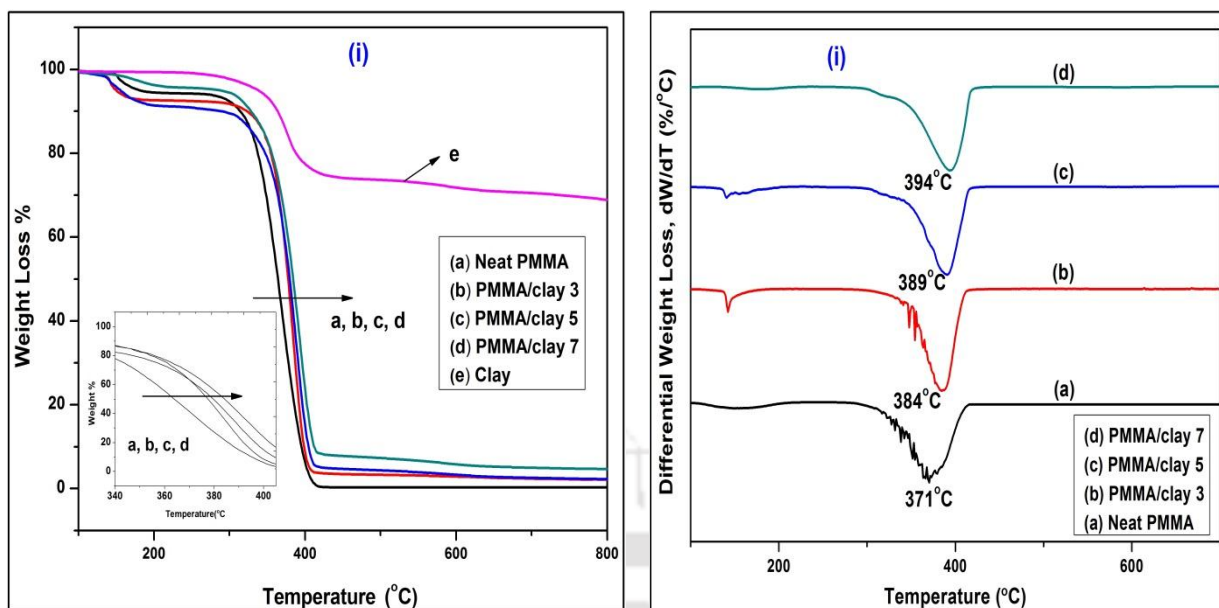 (i)
Weight Loss %
100
80
60
40
20
0
e
(a) Neat PMMA
(b) PMMA/clay 3
(c) PMMA/clay 5
(d) PMMA/clay 7
(e) Clay
a, b, c, d
Weight %
100
80
60
40
20
0
a, b, c, d
340 360 380 400
Temperature(°C
200 400 600 800
Temperature (°C)
(i)
Differential Weight Loss, dW/dT (%/°C)
(d)
394°C
(c)
389°C
(b)
384°C
(a)
371°C
(d) PMMA/clay 7
(c) PMMA/clay 5
(b) PMMA/clay 3
(a) Neat PMMA
200 400 600
Temperature (°C)